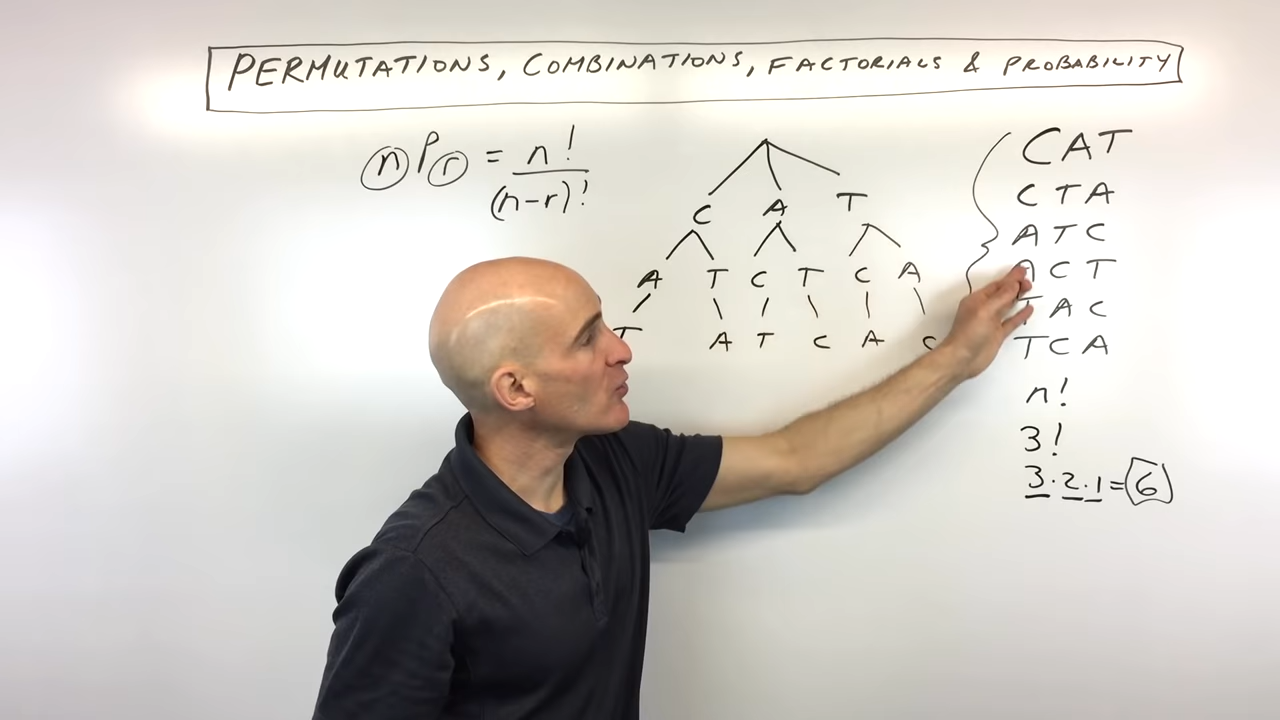 PERMUTATIONS, COMBINATIONS, FACTORIALS & PROBABILITY
nPr = n!
(n-r)!
C A T
A T C T C A
T A T C A C
CAT
CTA
ATC
ACT
TAC
TCA
n!
3!
3·2·1=6